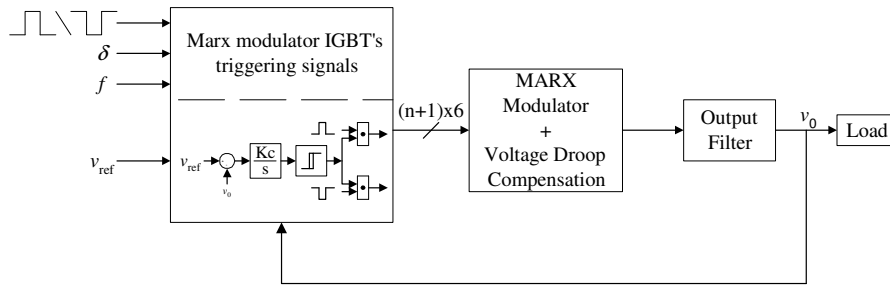 Marx modulator IGBT's
triggering signals
δ
f
v_ref
v_ref
Kc
s
v_0
(n+1)x6
MARX
Modulator
+
Voltage Droop
Compensation
Output
Filter
v_0
Load